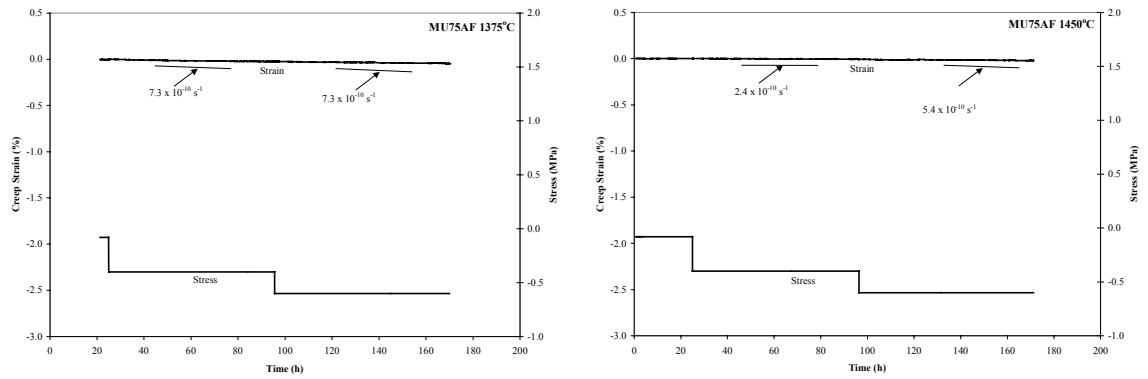 MU75AF 1375°C
0.5
0.0
-0.5
-1.0
-1.5
-2.0
-2.5
-3.0
Creep Strain (%)
2.0
1.5
1.0
0.5
0.0
-0.5
-1.0
Stress (MPa)
Strain
7.3 x 10⁻¹⁰ s⁻¹
7.3 x 10⁻¹⁰ s⁻¹
Stress
0 20 40 60 80 100 120 140 160 180 200
Time (h)
MU75AF 1450°C
0.5
0.0
-0.5
-1.0
-1.5
-2.0
-2.5
-3.0
Creep Strain (%)
2.0
1.5
1.0
0.5
0.0
-0.5
-1.0
Stress (MPa)
Strain
2.4 x 10⁻¹⁰ s⁻¹
5.4 x 10⁻¹⁰ s⁻¹
Stress
0 20 40 60 80 100 120 140 160 180 200
Time (h)